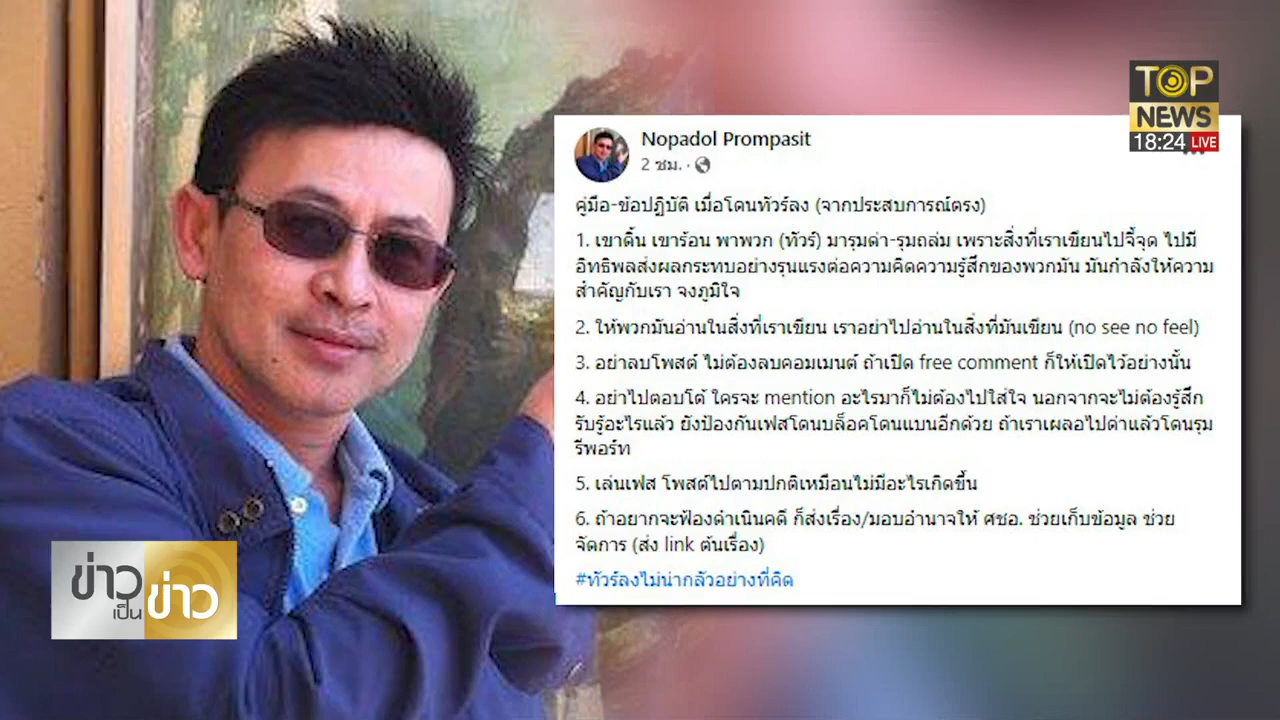 TOP
NEWS
18:24 LIVE
Nopadol Prompasit
2 ชม. ·
คู่มือ-ข้อปฏิบัติ เมื่อโดนทัวร์ลง (จากประสบการณ์ตรง)
1. เขาดิ้น เขาร้อน พาพวก (ทัวร์) มารุมด่า-รุมถล่ม เพราะสิ่งที่เราเขียนไปจี้จุด ไปมี
อิทธิพลส่งผลกระทบอย่างรุนแรงต่อความคิดความรู้สึกของพวกมัน มันกำลังให้ความ
สำคัญกับเรา จงภูมิใจ
2. ให้พวกมันอ่านในสิ่งที่เราเขียน เราอย่าไปอ่านในสิ่งที่มันเขียน (no see no feel)
3. อย่าลบโพสต์ ไม่ต้องลบคอมเมนต์ ถ้าเปิด free comment ก็ให้เปิดไว้อย่างนั้น
4. อย่าไปตอบโต้ ใครจะ mention อะไรมาก็ไม่ต้องไปใส่ใจ นอกจากจะไม่ต้องรู้สึก
รับรู้อะไรแล้ว ยังป้องกันเฟสโดนบล็อคโดนแบนอีกด้วย ถ้าเราเผลอไปด่าแล้วโดนรุม
รีพอร์ท
5. เล่นเฟส โพสต์ไปตามปกติเหมือนไม่มีอะไรเกิดขึ้น
6. ถ้าอยากจะฟ้องดำเนินคดี ก็ส่งเรื่อง/มอบอำนาจให้ ศชอ. ช่วยเก็บข้อมูล ช่วย
จัดการ (ส่ง link ต้นเรื่อง)
#ทัวร์ลงไม่น่ากลัวอย่างที่คิด
ข่าว
เป็น
ข่าว